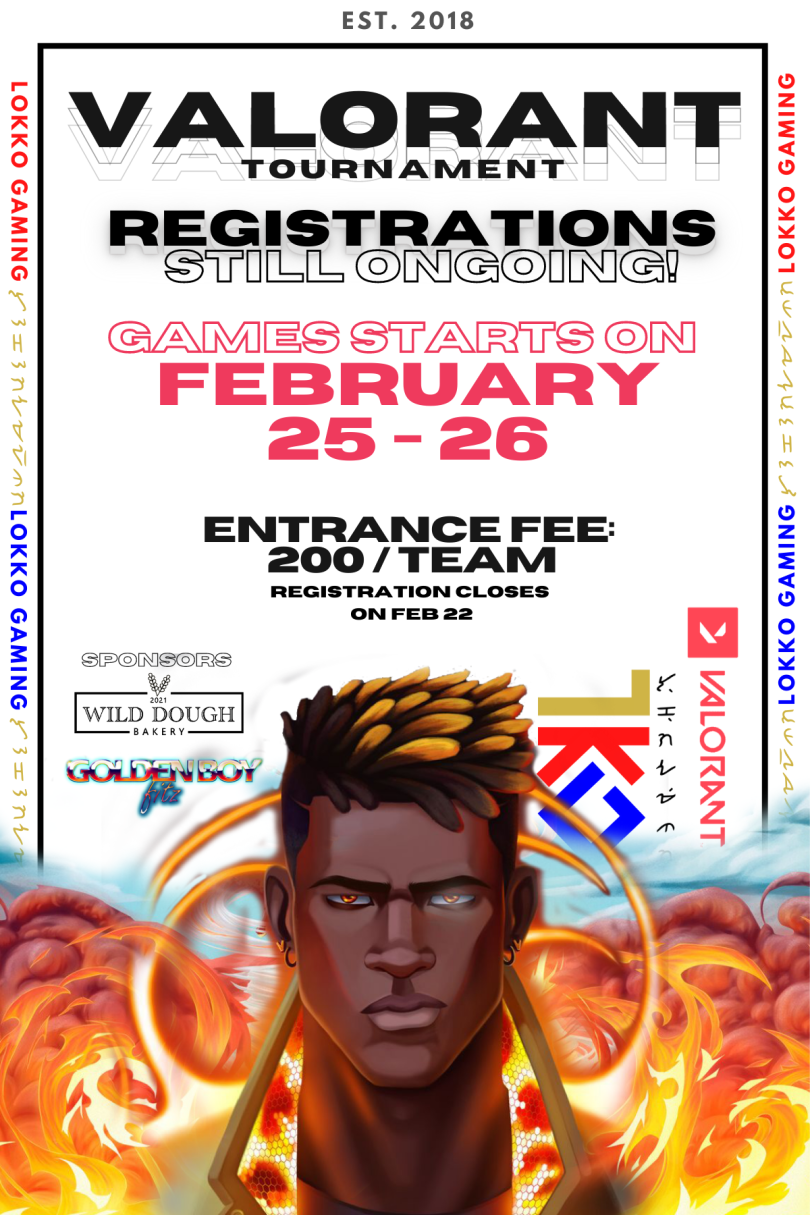 EST. 2018
VALORANT
TOURNAMENT
REGISTRATIONS
STILL ONGOING!
GAMES STARTS ON
FEBRUARY
25 - 26
ENTRANCE FEE:
200 / TEAM
REGISTRATION CLOSES
ON FEB 22
SPONSORS
2021
WILD DOUGH
BAKERY
GOLDEN BOY
fritz
VALORANT
LOKKO GAMING
LOKKO GAMING
LOKKO GAMING
LOKKO GAMING